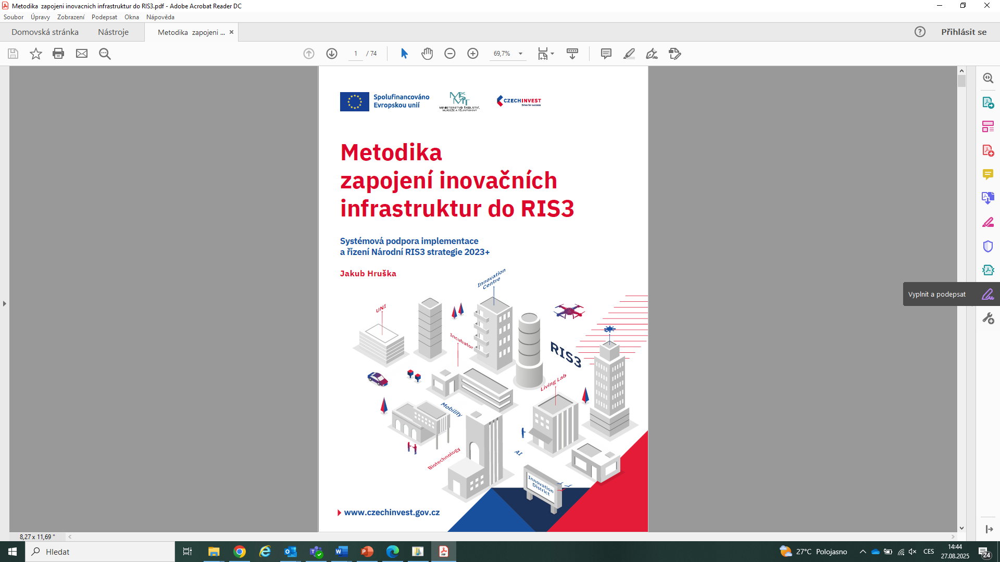 Metodika  zapojeni inovacnich infrastruktur do RIS3.pdf - Adobe Acrobat Reader DC
Soubor Úpravy Zobrazení Podepsat Okna Nápověda
Domovská stránka Nástroje Metodika  zapojeni ... × Přihlásit se
1 / 74 69,7%
Spolufinancováno
Evropskou unií
MŠMT
MINISTERSTVO ŠKOLSTVÍ,
MLÁDEŽE A TĚLOVÝCHOVY
CZECHINVEST
Drive for success
Metodika
zapojení inovačních
infrastruktur do RIS3
Systémová podpora implementace
a řízení Národní RIS3 strategie 2023+
Jakub Hruška
Innovation
Centre
Vyplnit a podepsat
UNI
Incubator
RIS3
Living Lab
Mobility
Biotechnology
AI
Innovation
District
www.czechinvest.gov.cz
8,27 x 11,69 "
Hledat
27°C Polojasno
CES
14:44
27.08.2025
24